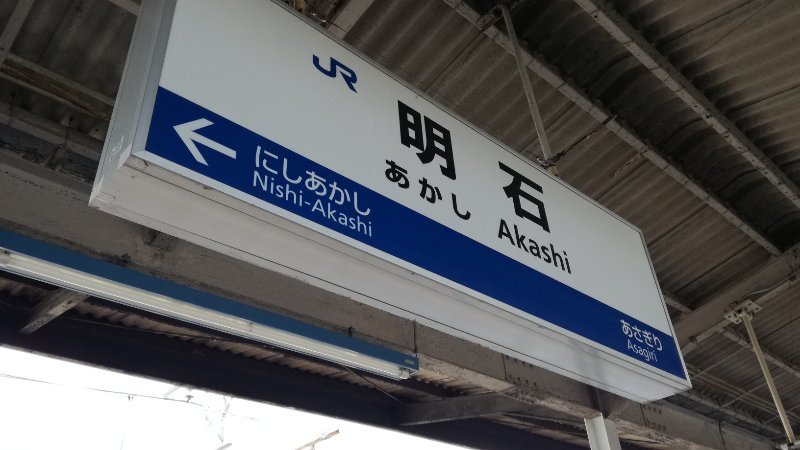 JR
明石
あかし Akashi
← にしあかし
Nishi-Akashi
あさぎり
Asagiri